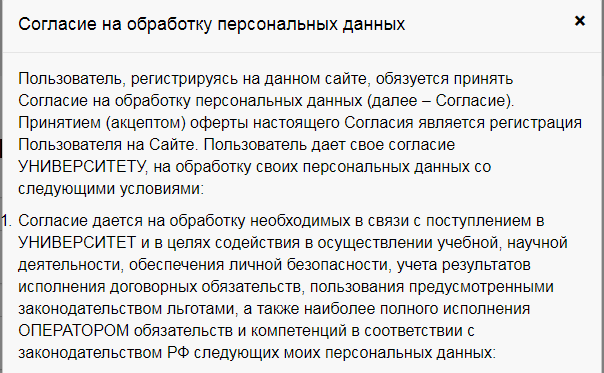 Согласие на обработку персональных данных ×
Пользователь, регистрируясь на данном сайте, обязуется принять
Согласие на обработку персональных данных (далее – Согласие).
Принятием (акцептом) оферты настоящего Согласия является регистрация
Пользователя на Сайте. Пользователь дает свое согласие
УНИВЕРСИТЕТУ, на обработку своих персональных данных со
следующими условиями:
1. Согласие дается на обработку необходимых в связи с поступлением в
УНИВЕРСИТЕТ и в целях содействия в осуществлении учебной, научной
деятельности, обеспечения личной безопасности, учета результатов
исполнения договорных обязательств, пользования предусмотренными
законодательством льготами, а также наиболее полного исполнения
ОПЕРАТОРОМ обязательств и компетенций в соответствии с
законодательством РФ следующих моих персональных данных: